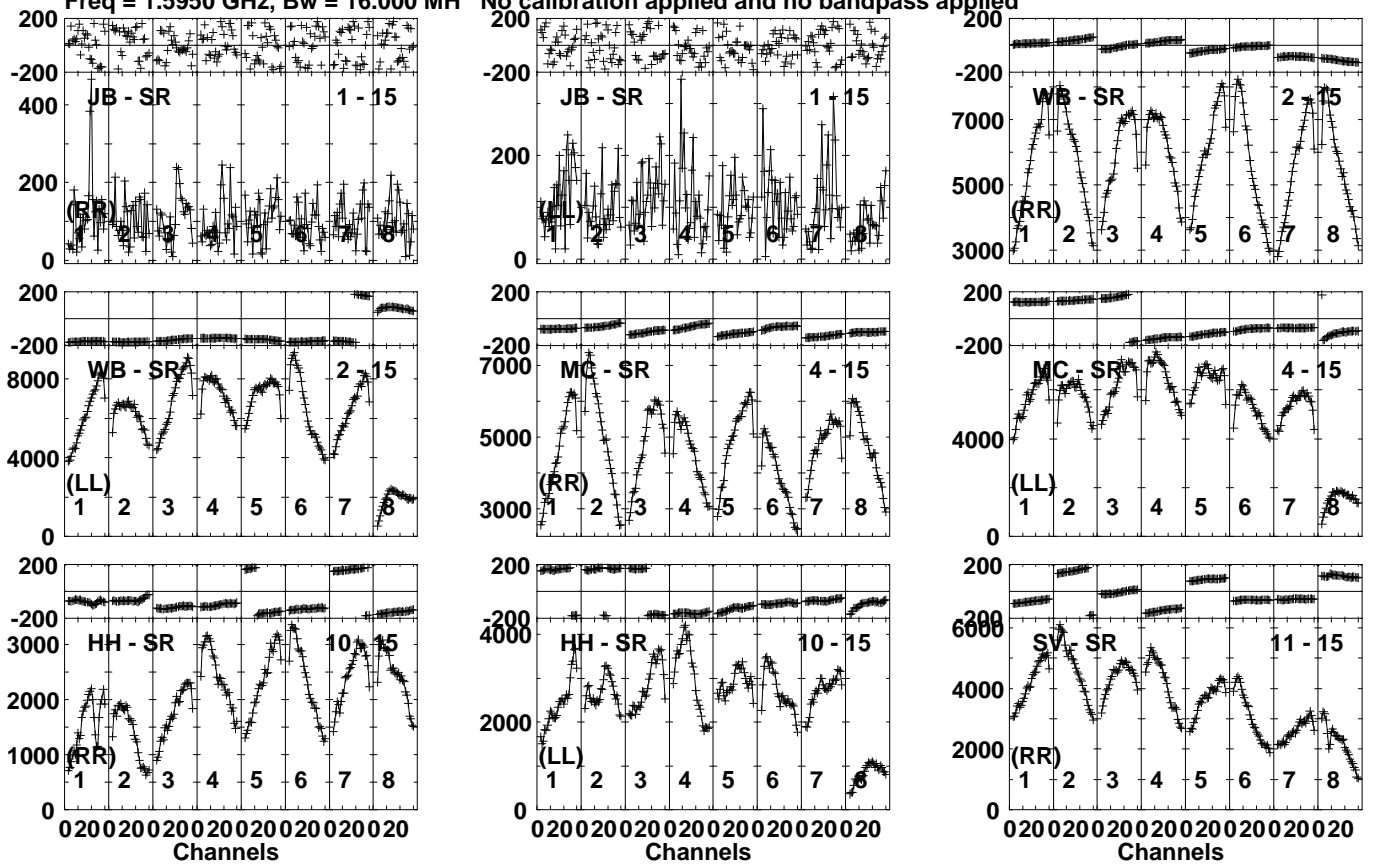 Freq = 1.5950 GHz, Bw = 16.000 MH No calibration applied and no bandpass applied
200
-200
JB - SR 1 - 15
400
200
0
(RR)
1 2 3 4 5 6 7 8
200
-200
JB - SR 1 - 15
200
0
(LL)
1 2 3 4 5 6 7 8
200
-200
WB - SR 2 - 15
7000
5000
3000
(RR)
1 2 3 4 5 6 7 8
200
-200
WB - SR 2 - 15
8000
4000
0
(LL)
1 2 3 4 5 6 7 8
200
-200
MC - SR 4 - 15
7000
5000
3000
(RR)
1 2 3 4 5 6 7 8
200
-200
MC - SR 4 - 15
4000
0
(LL)
1 2 3 4 5 6 7 8
200
-200
HH - SR 10 - 15
3000
2000
1000
0
(RR)
1 2 3 4 5 6 7 8
020020020020020020020020
Channels
200
-200
HH - SR 10 - 15
4000
2000
0
(LL)
1 2 3 4 5 6 7 8
020020020020020020020020
Channels
200
-200
SV - SR 11 - 15
6000
4000
2000
0
(RR)
1 2 3 4 5 6 7 8
020020020020020020020020
Channels